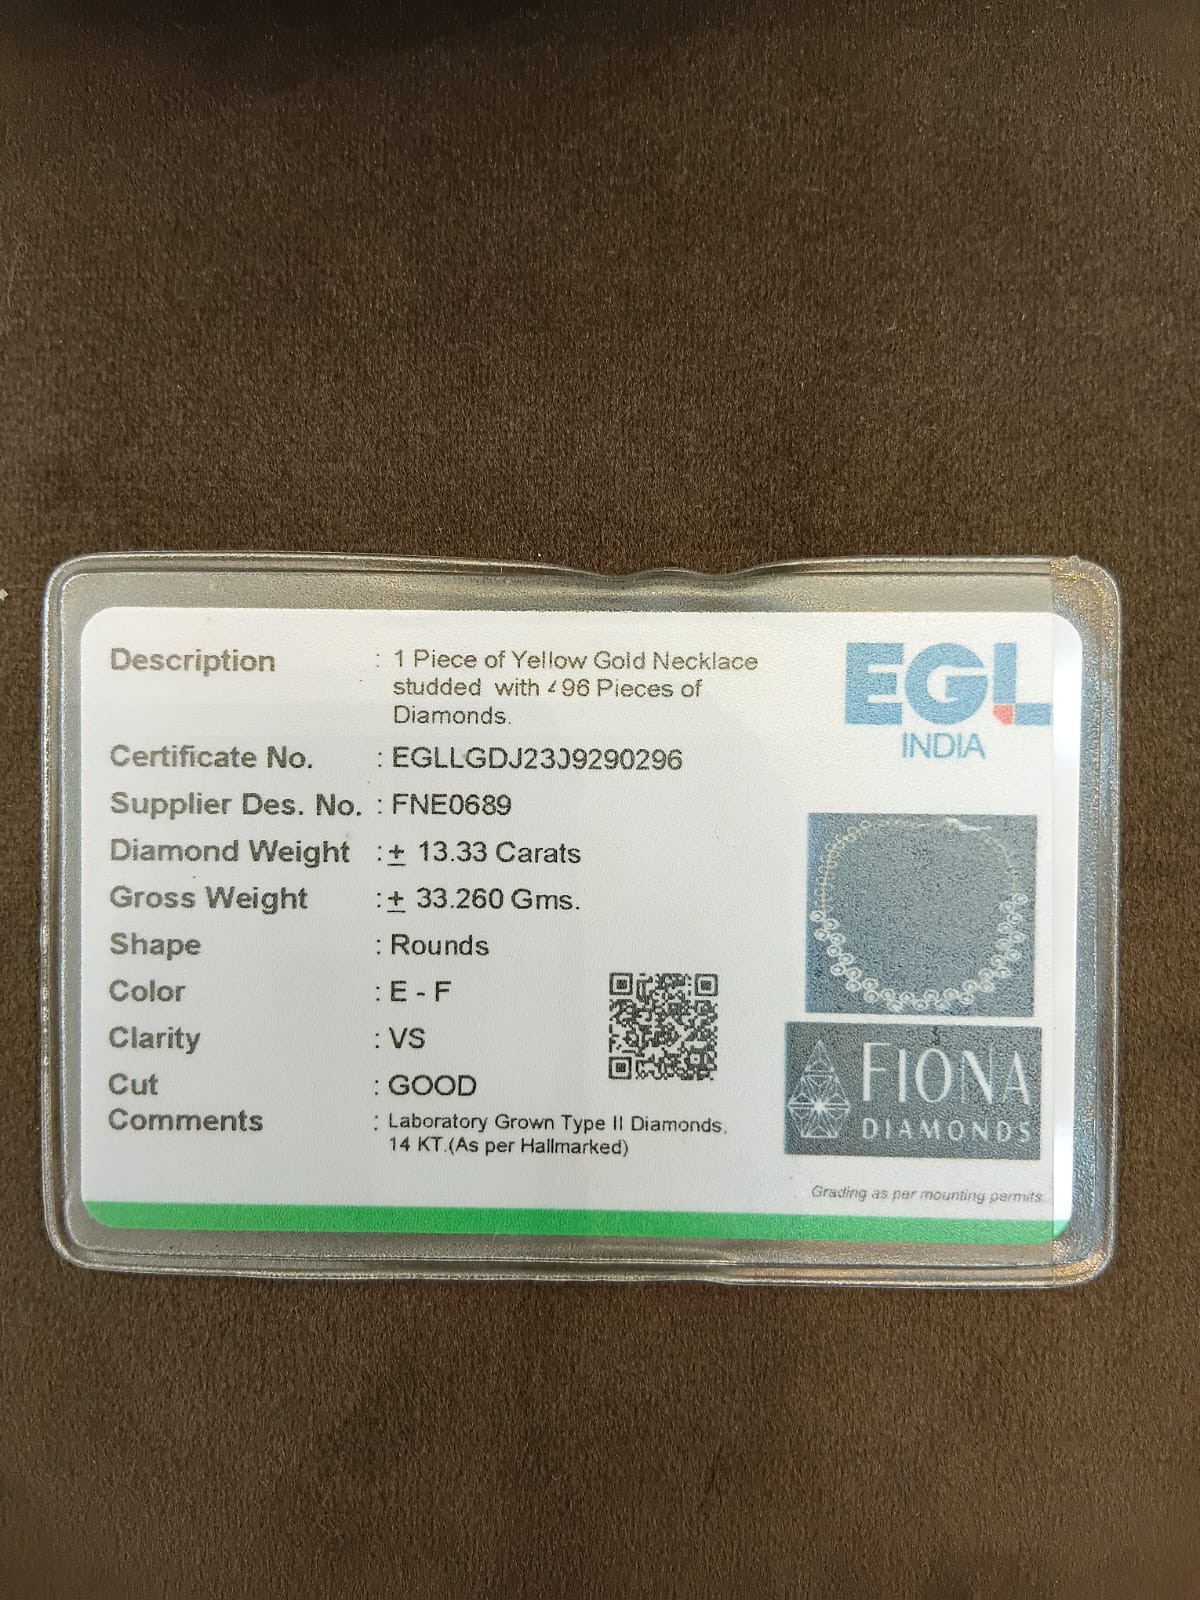 Description : 1 Piece of Yellow Gold Necklace
studded with 496 Pieces of
Diamonds.
Certificate No. : EGLLGDJ2309290296
Supplier Des. No. : FNE0689
Diamond Weight :± 13.33 Carats
Gross Weight :± 33.260 Gms.
Shape : Rounds
Color : E - F
Clarity : VS
Cut : GOOD
Comments : Laboratory Grown Type II Diamonds.
14 KT.(As per Hallmarked)
EGL
INDIA
FIONA
DIAMONDS
Grading as per mounting permits